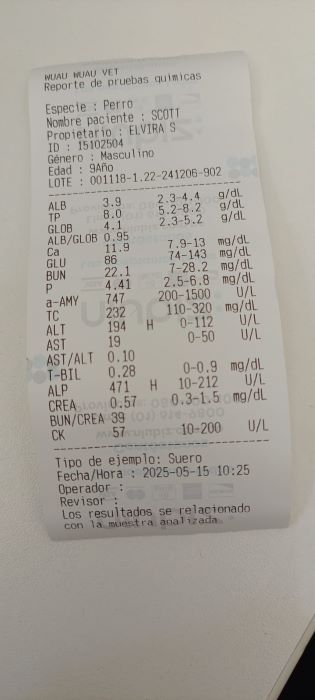 WUAU WUAU VET
Reporte de pruebas quimicas
Especie : Perro
Nombre paciente : SCOTT
Propietario : ELVIRA S
ID : 15102504
Género : Masculino
Edad : 9Año
LOTE : 001118-1.22-241206-902
ALB 3.9 2.3-4.4 g/dL
TP 8.0 5.2-8.2 g/dL
GLOB 4.1 2.3-5.2 g/dL
ALB/GLOB 0.95
Ca 11.9 7.9-13 mg/dL
GLU 86 74-143 mg/dL
BUN 22.1 7-28.2 mg/dL
P 4.41 2.5-6.8 mg/dL
a-AMY 747 200-1500 U/L
TC 232 110-320 mg/dL
ALT 194 H 0-112 U/L
AST 19 0-50 U/L
AST/ALT 0.10
T-BIL 0.28 0-0.9 mg/dL
ALP 471 H 10-212 U/L
CREA 0.57 0.3-1.5 mg/dL
BUN/CREA 39
CK 57 10-200 U/L
Tipo de ejemplo: Suero
Fecha/Hora : 2025-05-15 10:25
Operador :
Revisor :
Los resultados se relacionado
con la muestra analizada